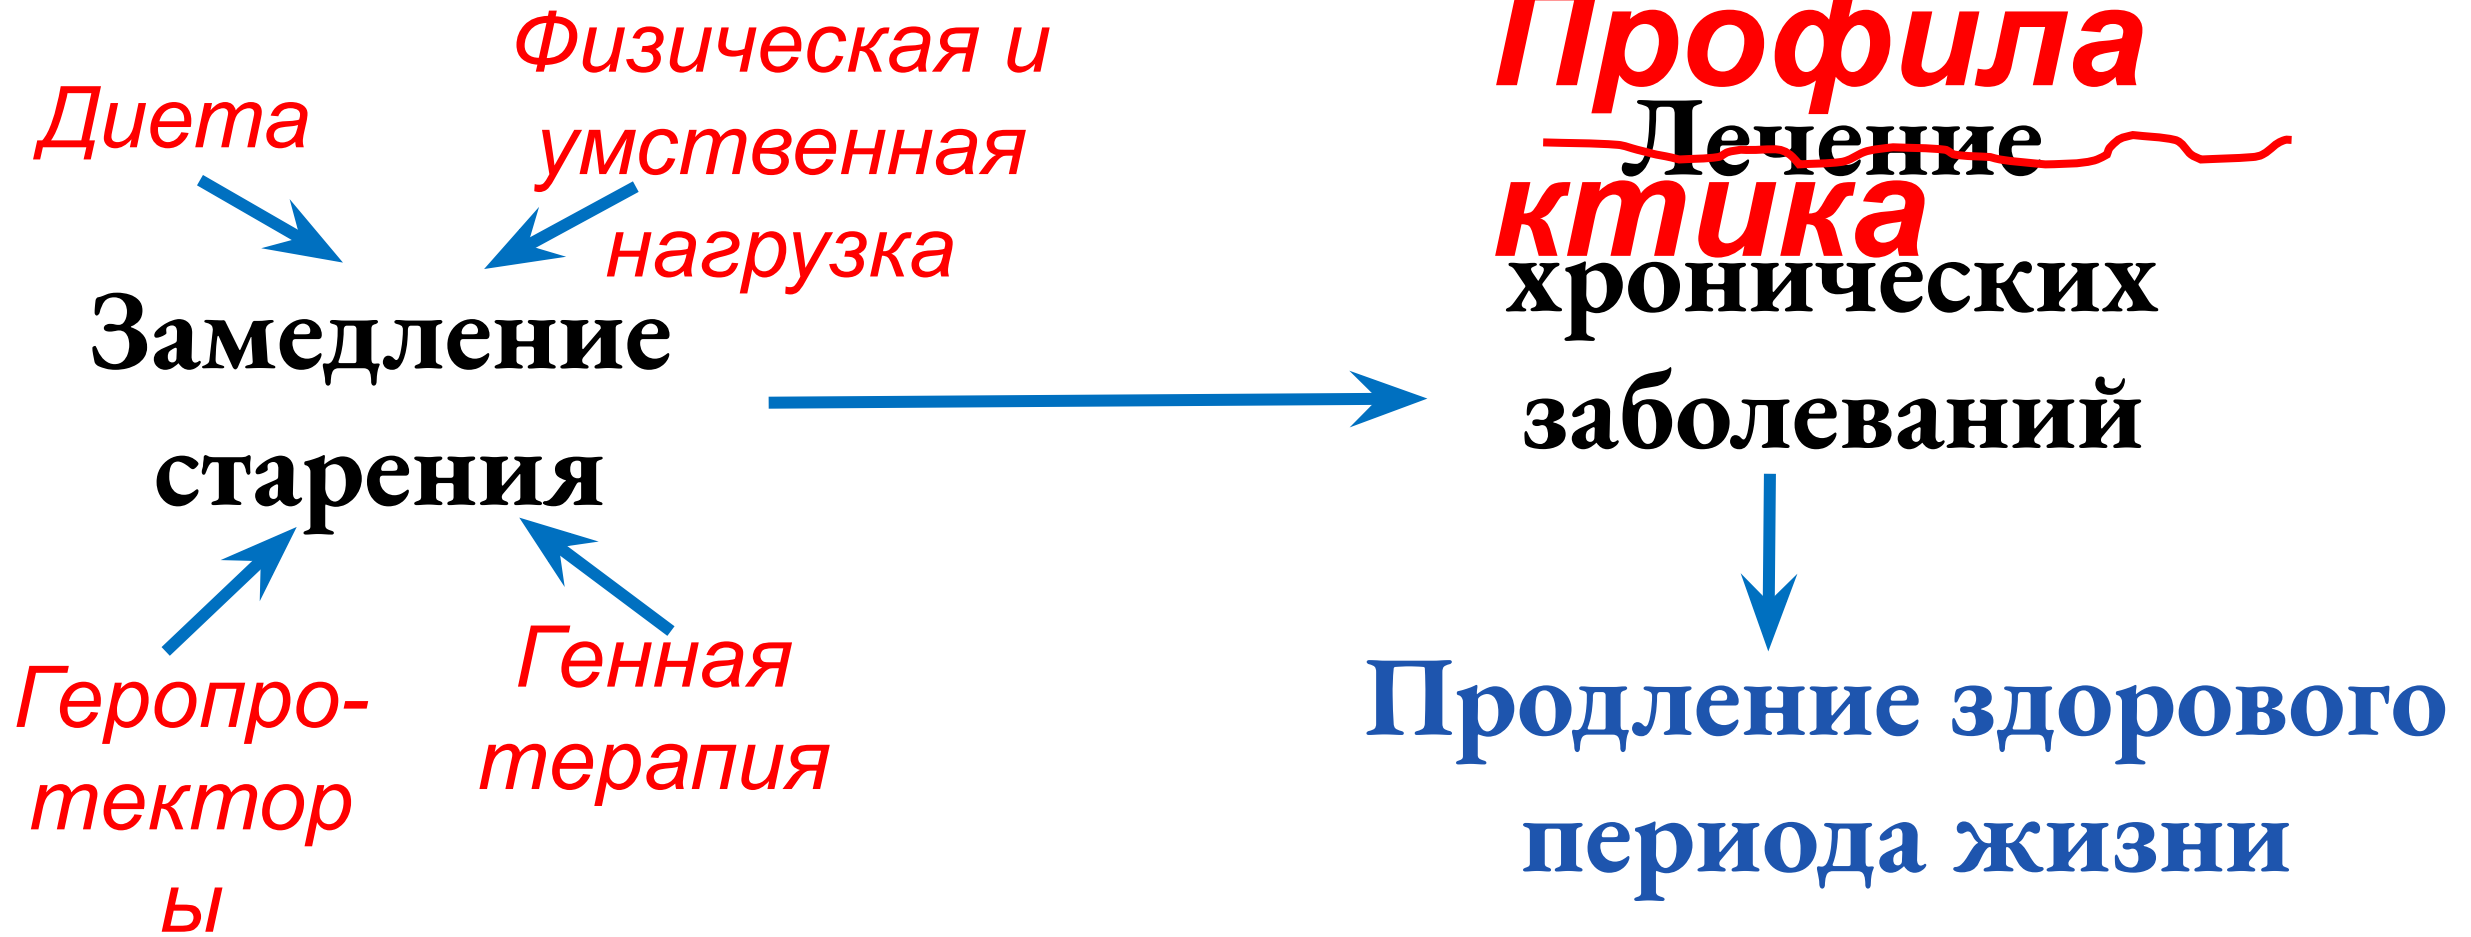 Диета
Физическая и
умственная
нагрузка
Замедление
старения
Геропро-
тектор
ы
Генная
терапия
Профила
Лечение
ктика
хронических
заболеваний
Продление здорового
периода жизни